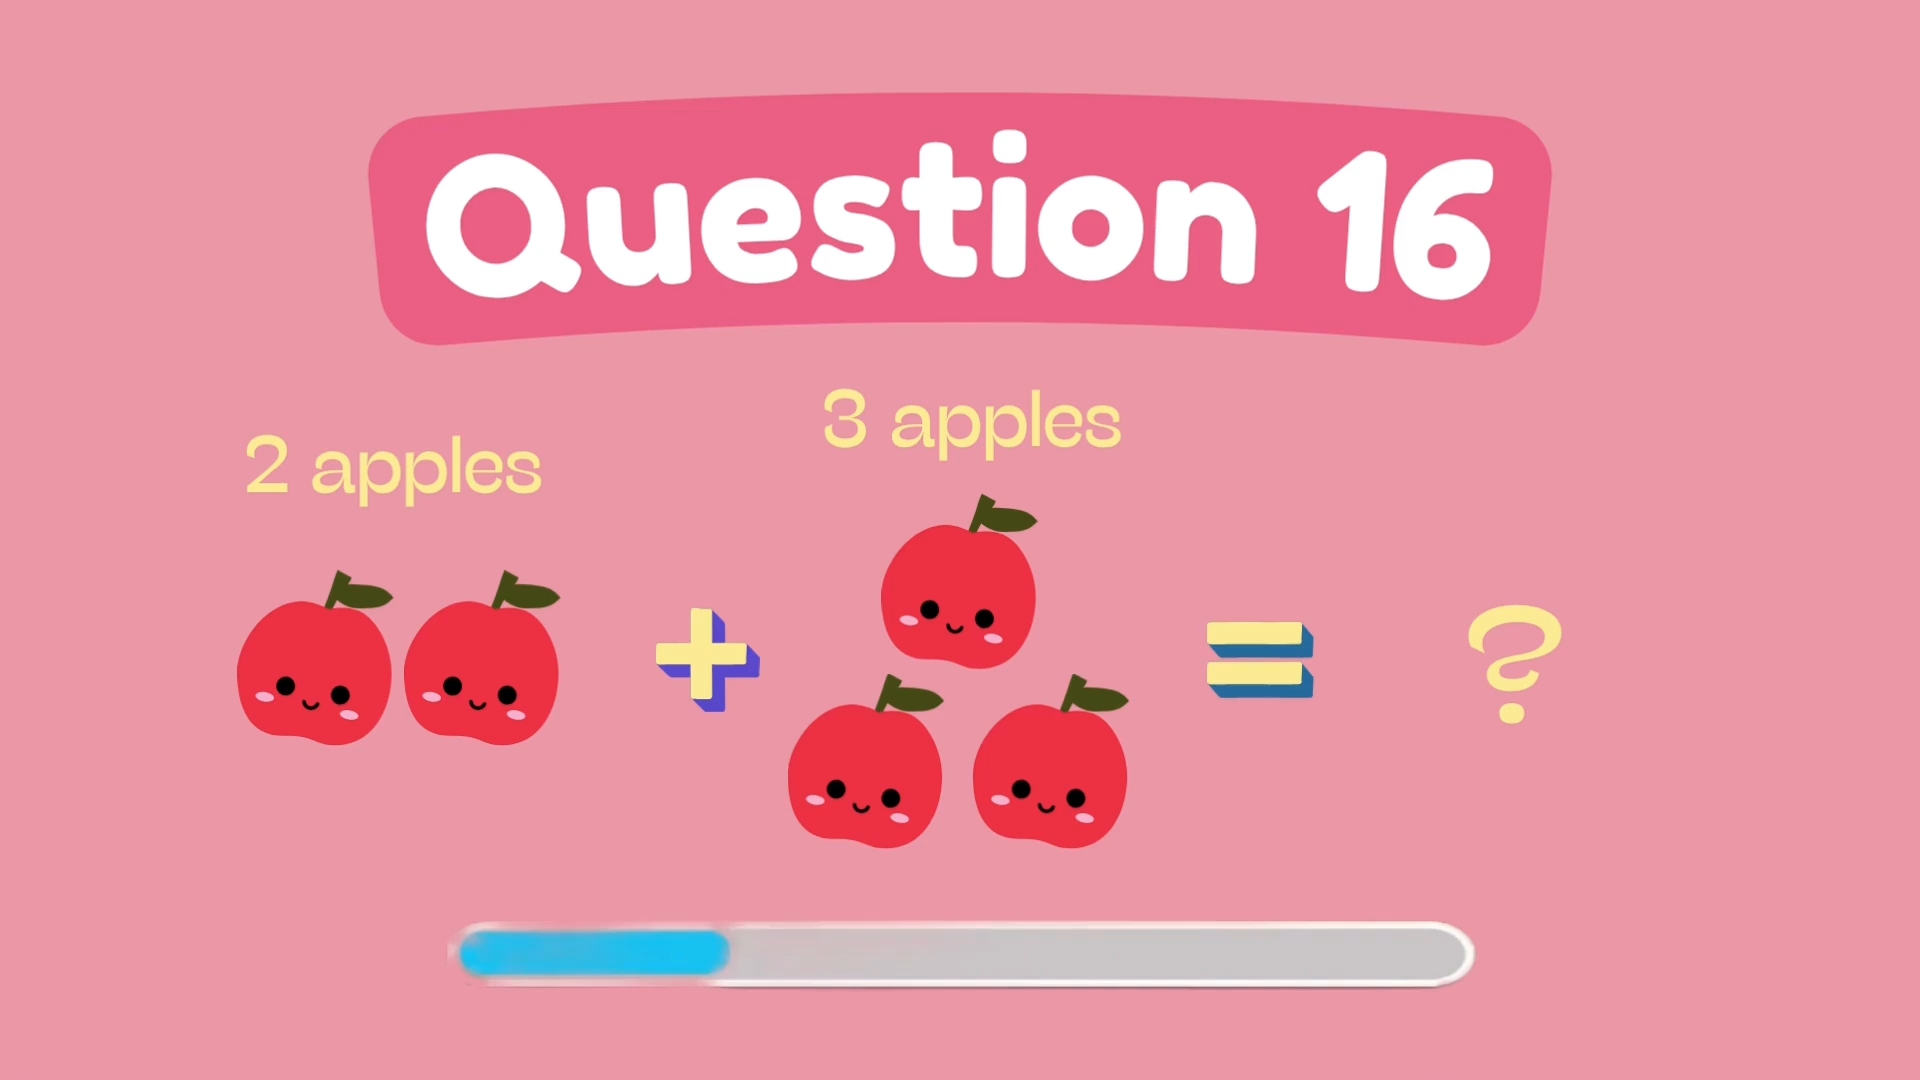 Question 16
2 apples
3 apples
+
=
?